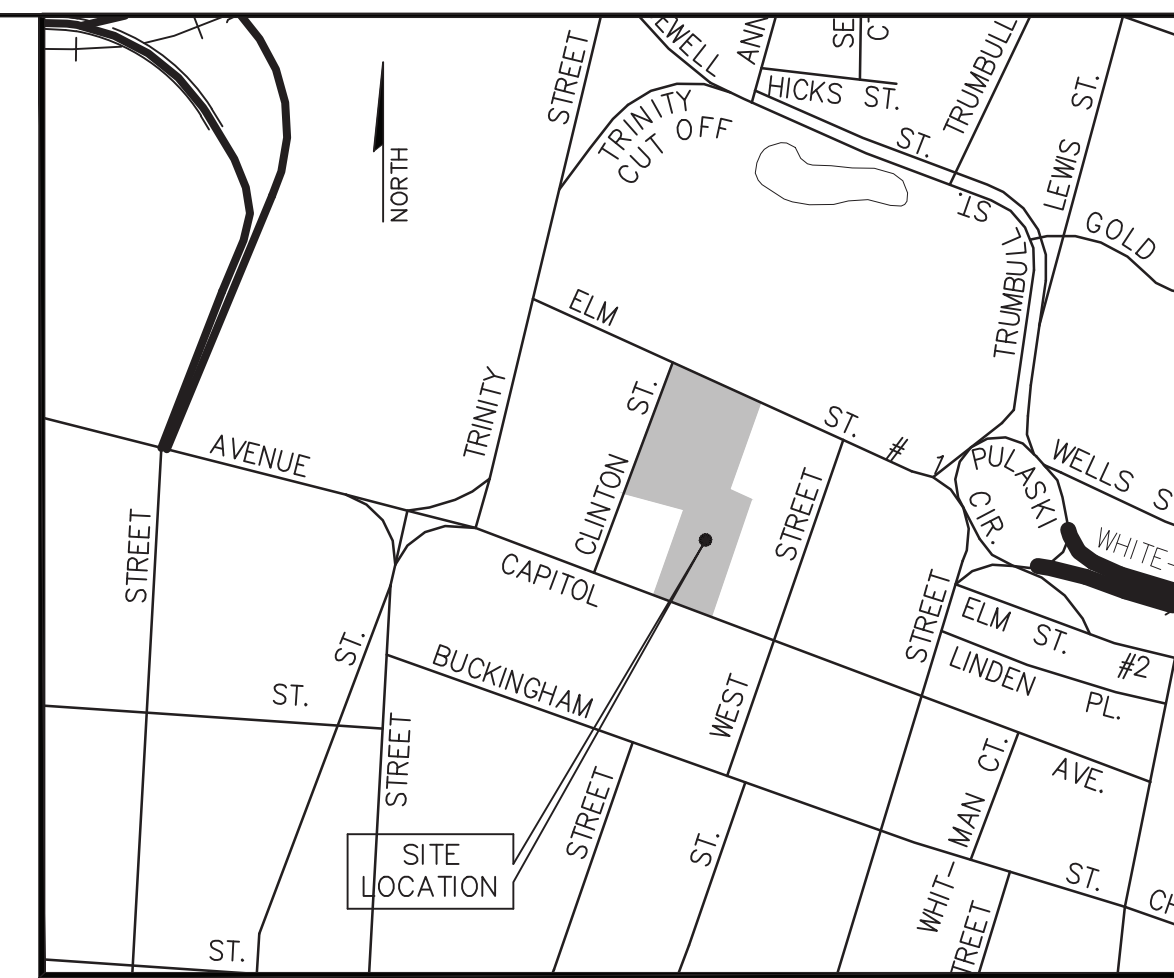 EWELL
ANN
SE
C
TRUMBULL
ST.
STREET
HICKS ST.
TRINITY
CUT OFF
ST.
LEWIS
NORTH
ST.
GOLD
TRUMBULL
ELM
ST.
ST.
# 1
TRINITY
AVENUE
PULASKI
CIR.
WELLS S
WHITE-
CLINTON
STREET
STREET
CAPITOL
STREET
ELM ST.
#2
LINDEN
PL.
ST.
BUCKINGHAM
ST.
WEST
STREET
CT.
AVE.
MAN
STREET
ST.
SITE
LOCATION
ST.
WHIT-
CH
TREET
ST.